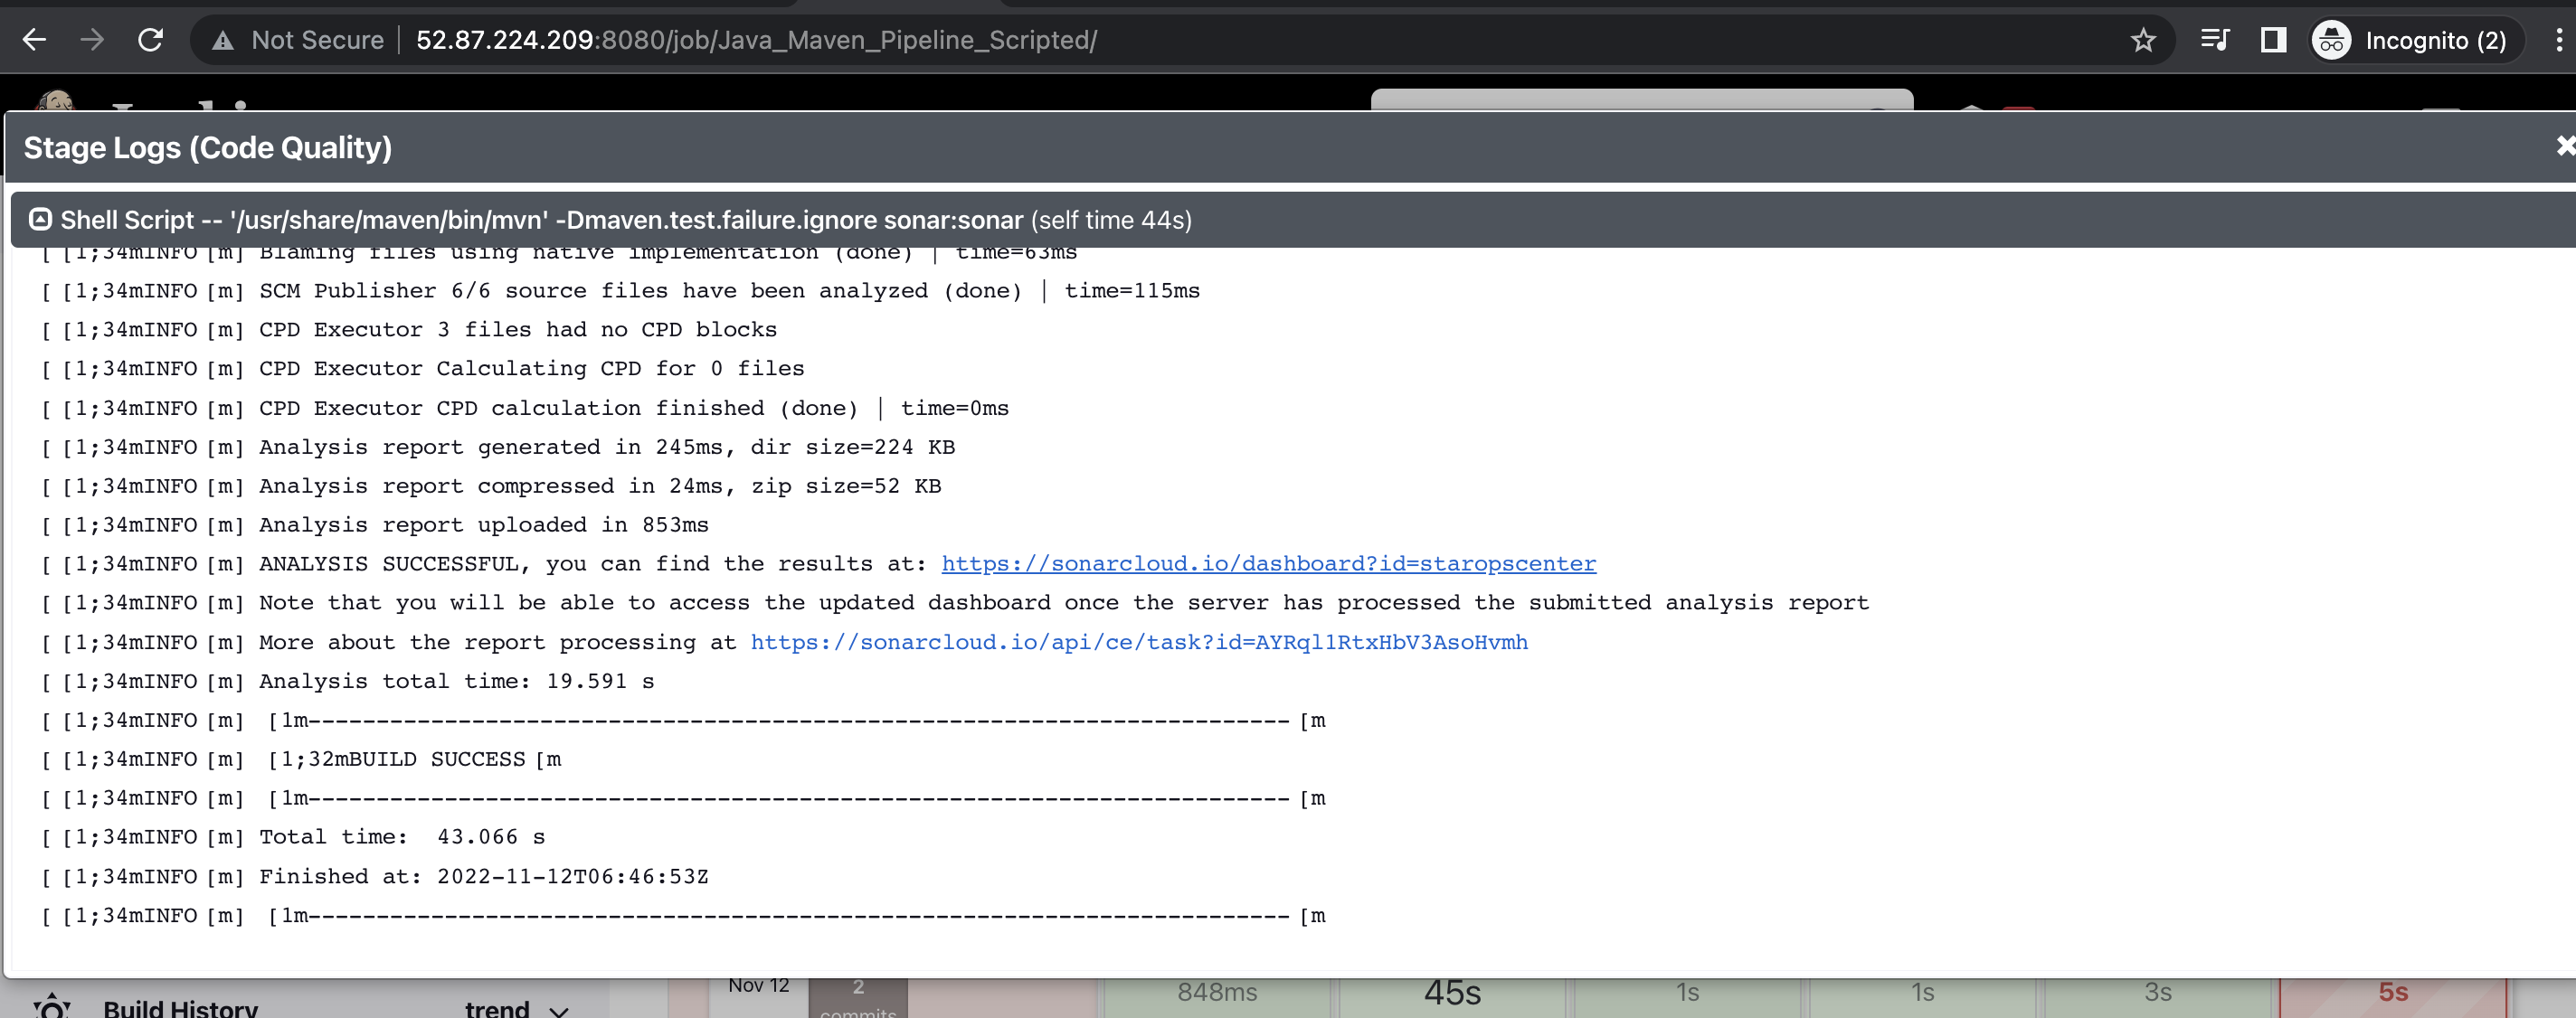 Not Secure | 52.87.224.209:8080/job/Java_Maven_Pipeline_Scripted/ Incognito (2)
Stage Logs (Code Quality)
Shell Script -- '/usr/share/maven/bin/mvn' -Dmaven.test.failure.ignore sonar:sonar (self time 44s)
[ [1;34mINFO [m] Blaming files using native implementation (done) | time=63ms
[ [1;34mINFO [m] SCM Publisher 6/6 source files have been analyzed (done) | time=115ms
[ [1;34mINFO [m] CPD Executor 3 files had no CPD blocks
[ [1;34mINFO [m] CPD Executor Calculating CPD for 0 files
[ [1;34mINFO [m] CPD Executor CPD calculation finished (done) | time=0ms
[ [1;34mINFO [m] Analysis report generated in 245ms, dir size=224 KB
[ [1;34mINFO [m] Analysis report compressed in 24ms, zip size=52 KB
[ [1;34mINFO [m] Analysis report uploaded in 853ms
[ [1;34mINFO [m] ANALYSIS SUCCESSFUL, you can find the results at: https://sonarcloud.io/dashboard?id=staropscenter
[ [1;34mINFO [m] Note that you will be able to access the updated dashboard once the server has processed the submitted analysis report
[ [1;34mINFO [m] More about the report processing at https://sonarcloud.io/api/ce/task?id=AYRql1RtxHbV3AsoHvmh
[ [1;34mINFO [m] Analysis total time: 19.591 s
[ [1;34mINFO [m] [1m------------------------------------------------------------------------ [m
[ [1;34mINFO [m] [1;32mBUILD SUCCESS [m
[ [1;34mINFO [m] [1m------------------------------------------------------------------------ [m
[ [1;34mINFO [m] Total time:  43.066 s
[ [1;34mINFO [m] Finished at: 2022-11-12T06:46:53Z
[ [1;34mINFO [m] [1m------------------------------------------------------------------------ [m
Nov 12 2 848ms 45s 1s 1s 3s 5s
commits
Build History trend